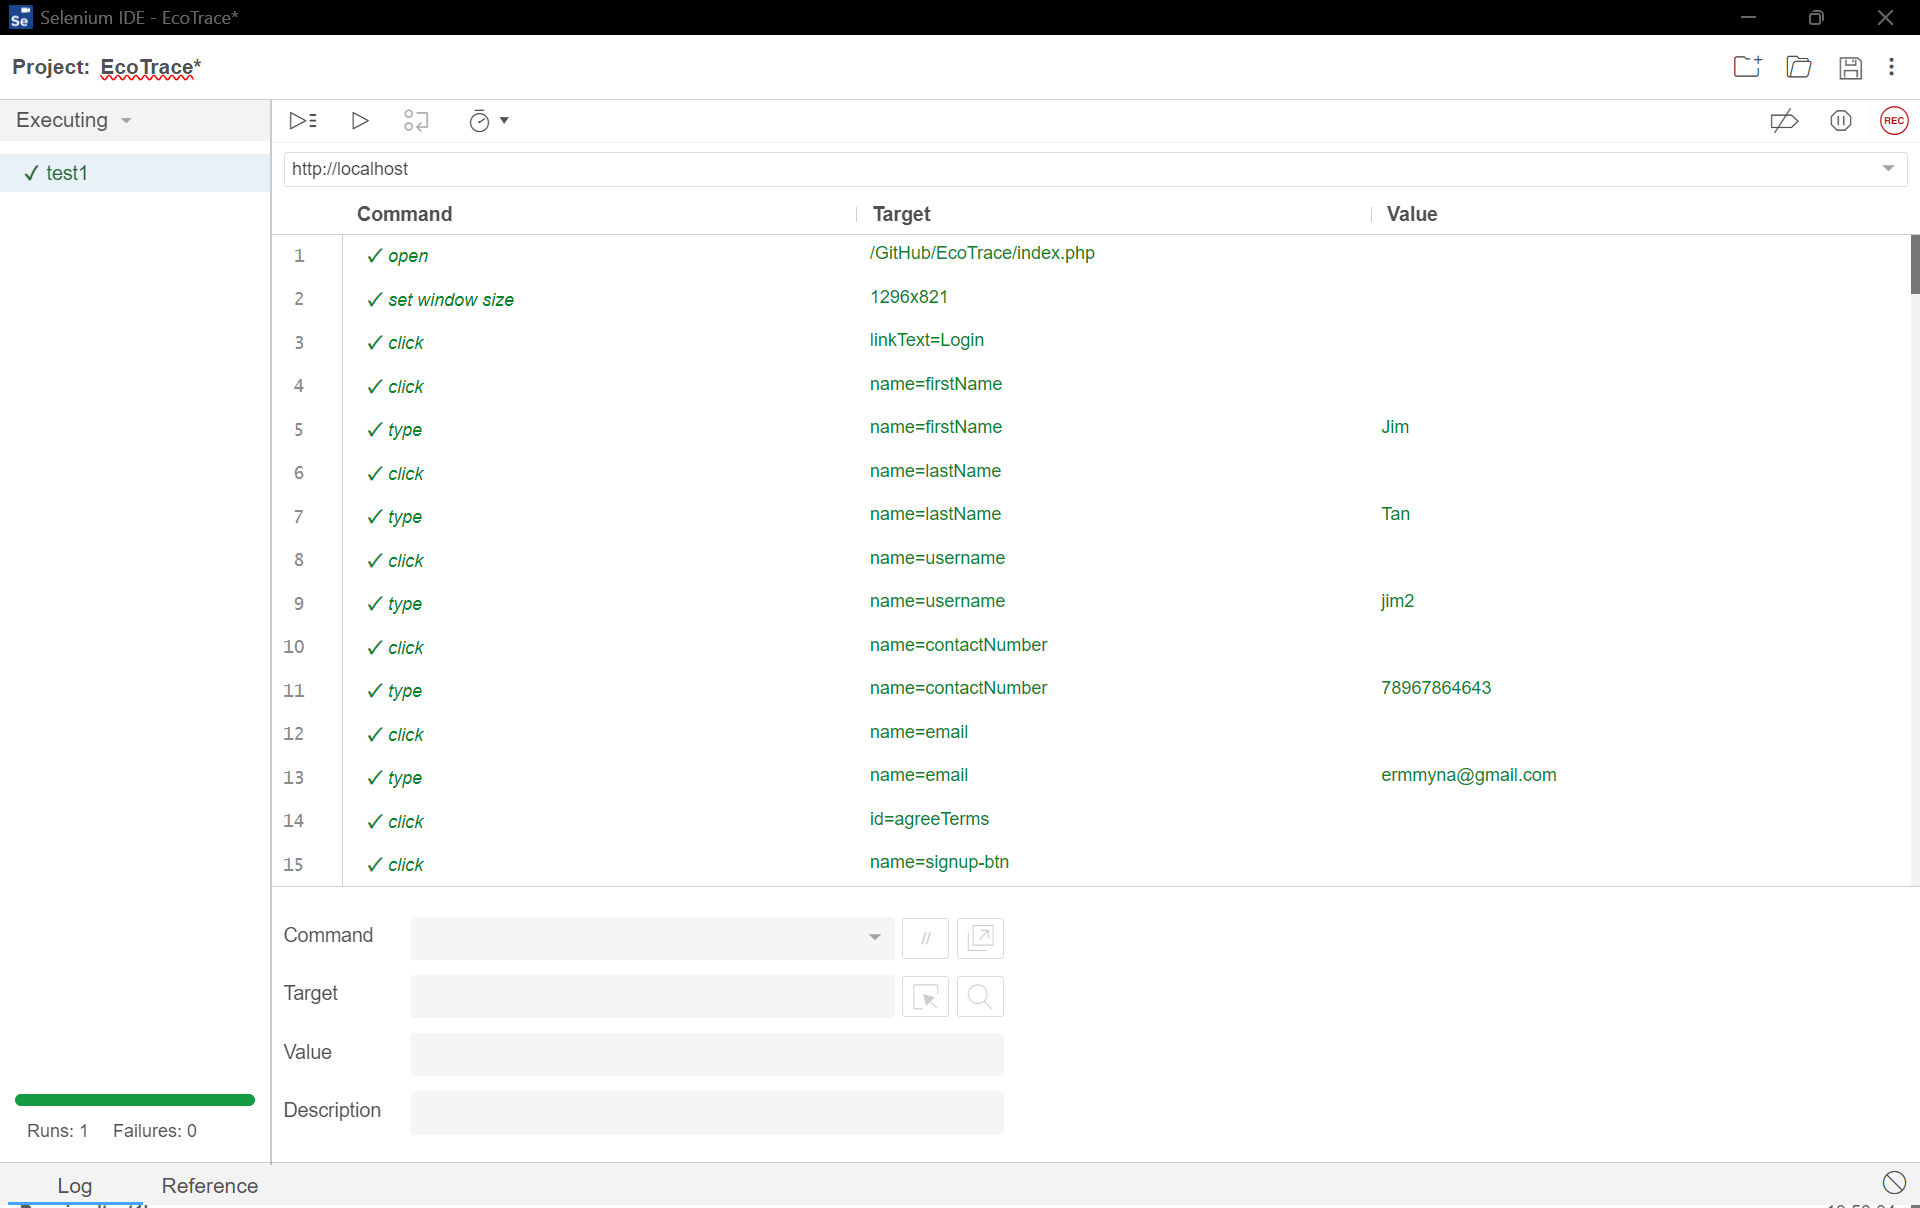 Selenium IDE - EcoTrace*
Project: EcoTrace*
Executing
REC
✓ test1
http://localhost
Command Target Value
1 ✓ open /GitHub/EcoTrace/index.php
2 ✓ set window size 1296x821
3 ✓ click linkText=Login
4 ✓ click name=firstName
5 ✓ type name=firstName Jim
6 ✓ click name=lastName
7 ✓ type name=lastName Tan
8 ✓ click name=username
9 ✓ type name=username jim2
10 ✓ click name=contactNumber
11 ✓ type name=contactNumber 78967864643
12 ✓ click name=email
13 ✓ type name=email ermmyna@gmail.com
14 ✓ click id=agreeTerms
15 ✓ click name=signup-btn
Command //
Target
Value
Description
Runs: 1 Failures: 0
Log Reference